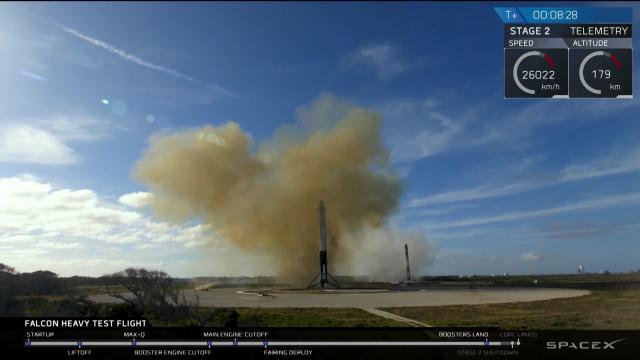 T+ 00:08:28
STAGE 2 TELEMETRY
SPEED ALTITUDE
26022 179
km/h km
FALCON HEAVY TEST FLIGHT
STARTUP MAX-Q MAIN ENGINE CUTOFF BOOSTERS LAND CORE LANDS
LIFTOFF BOOSTER ENGINE CUTOFF FAIRING DEPLOY STAGE 2 SHUTDOWN
SPACEX